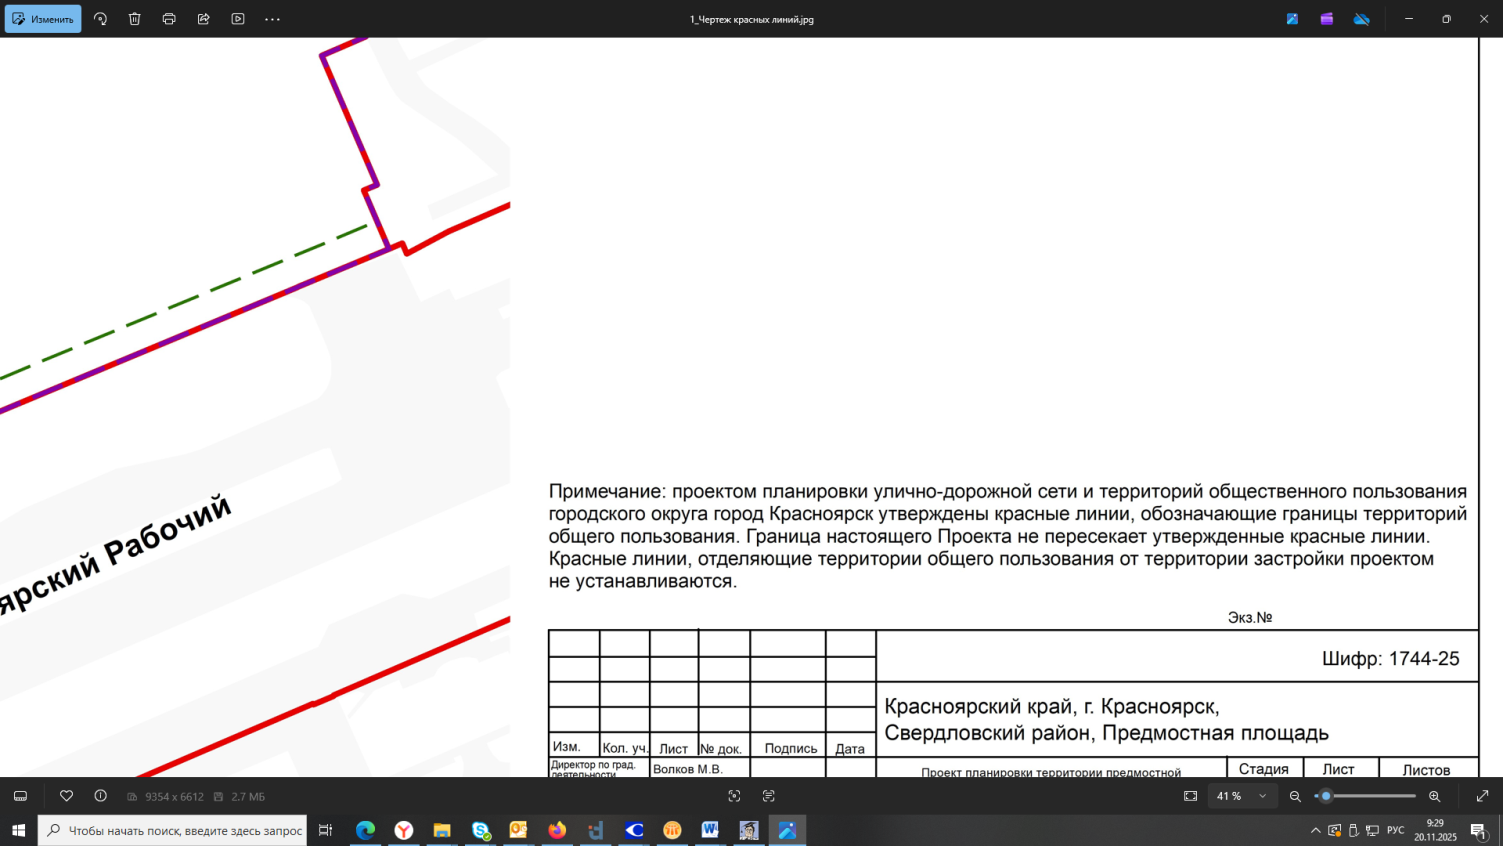 Изменить
1_Чертеж красных линий.jpg
ярский Рабочий
Примечание: проектом планировки улично-дорожной сети и территорий общественного пользования
городского округа город Красноярск утверждены красные линии, обозначающие границы территорий
общего пользования. Граница настоящего Проекта не пересекает утвержденные красные линии.
Красные линии, отделяющие территории общего пользования от территории застройки проектом
не устанавливаются.
Экз.№
Шифр: 1744-25
Красноярский край, г. Красноярск,
Свердловский район, Предмостная площадь
Изм. Кол. уч. Лист № док. Подпись Дата
Директор по град.
деятельности
Волков М.В.
Проект планировки территории предмостной
Стадия Лист Листов
9354 x 6612 2.7 МБ
41 %
Чтобы начать поиск, введите здесь запрос
РУС
9:29
20.11.2025
1